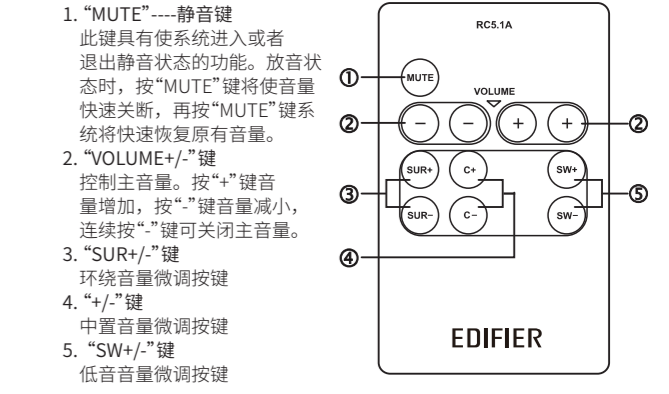 1. “MUTE”----静音键
此键具有使系统进入或者
退出静音状态的功能。放音状
态时，按“MUTE”键将使音量
快速关断，再按“MUTE”键系
统将快速恢复原有音量。
2. “VOLUME+/-”键
控制主音量。按“+”键音
量增加，按“-”键音量减小，
连续按“-”键可关闭主音量。
3. “SUR+/-”键
环绕音量微调按键
4. “+/-”键
中置音量微调按键
5. “SW+/-”键
低音音量微调按键
RC5.1A
① MUTE
VOLUME
② − − + + ②
SUR+ C+ SW+
③ ⑤
SUR− C− SW−
④
EDIFIER